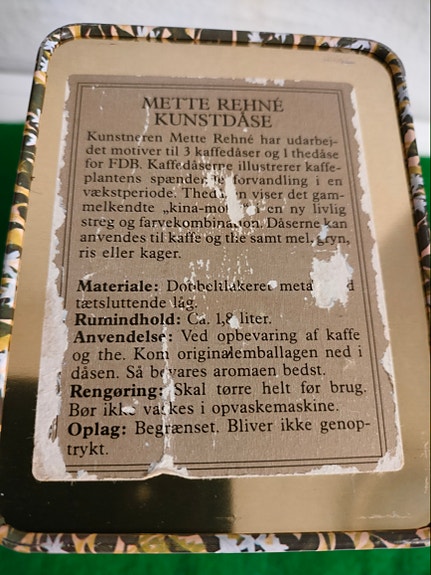 METTE REHNÉ
KUNSTDÅSE
Kunstneren Mette Rehné har udarbej-
det motiver til 3 kaffedåser og 1 thedåse
for FDB. Kaffedåserne illustrerer kaffe-
plantens spændende forvandling i en
vækstperiode. Thedåsen viser det gam-
melkendte „kina-motiv" i en ny livlig
streg og farvekombination. Dåserne kan
anvendes til kaffe og the samt mel, gryn,
ris eller kager.
Materiale: Dobbeltlakeret metal med
tætsluttende låg.
Rumindhold: Ca. 1,8 liter.
Anvendelse: Ved opbevaring af kaffe
og the. Kom originalemballagen ned i
dåsen. Så bevares aromaen bedst.
Rengøring: Skal tørre helt før brug.
Bør ikke vaskes i opvaskemaskine.
Oplag: Begrænset. Bliver ikke genop-
trykt.